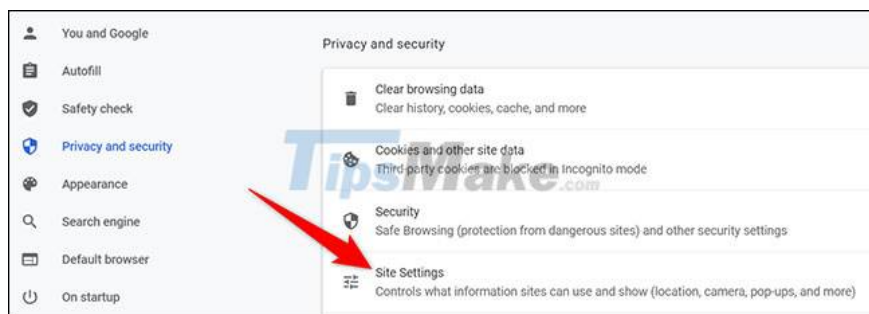 You and Google
Autofill
Safety check
Privacy and security
Appearance
Search engine
Default browser
On startup
Privacy and security
Clear browsing data
Clear history, cookies, cache, and more
Cookies and other site data
Third-party cookies are blocked in Incognito mode
TipsMake.com
Security
Safe Browsing (protection from dangerous sites) and other security settings
Site Settings
Controls what information sites can use and show (location, camera, pop-ups, and more)